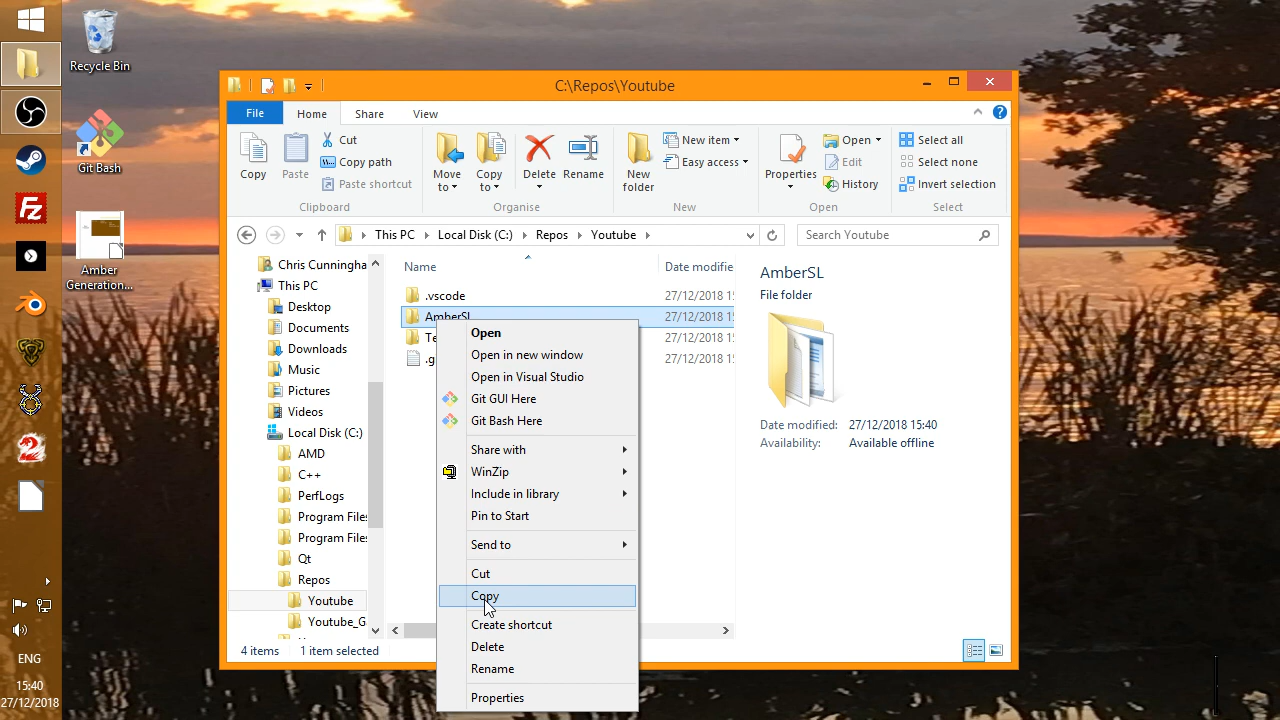 Recycle Bin
Git Bash
Amber
Generation...
ENG
15:40
27/12/2018
C:\Repos\Youtube
File
Home
Share
View
Copy
Paste
Cut
Copy path
Paste shortcut
Clipboard
Move
to
Copy
to
Delete
Rename
Organise
New
folder
New item
Easy access
New
Properties
Open
Edit
History
Open
Select all
Select none
Invert selection
Select
This PC
Local Disk (C:)
Repos
Youtube
Search Youtube
Chris Cunningha
This PC
Desktop
Documents
Downloads
Music
Pictures
Videos
Local Disk (C:)
AMD
C++
PerfLogs
Program Files
Program Files
Qt
Repos
Youtube
Youtube_G
Name
Date modifie
.vscode
27/12/2018 15
AmberSL
27/12/2018 15
Te
27/12/2018 15
.g
27/12/2018 15
Open
Open in new window
Open in Visual Studio
Git GUI Here
Git Bash Here
Share with
WinZip
Include in library
Pin to Start
Send to
Cut
Copy
Create shortcut
Delete
Rename
Properties
AmberSL
File folder
Date modified: 27/12/2018 15:40
Availability: Available offline
4 items
1 item selected